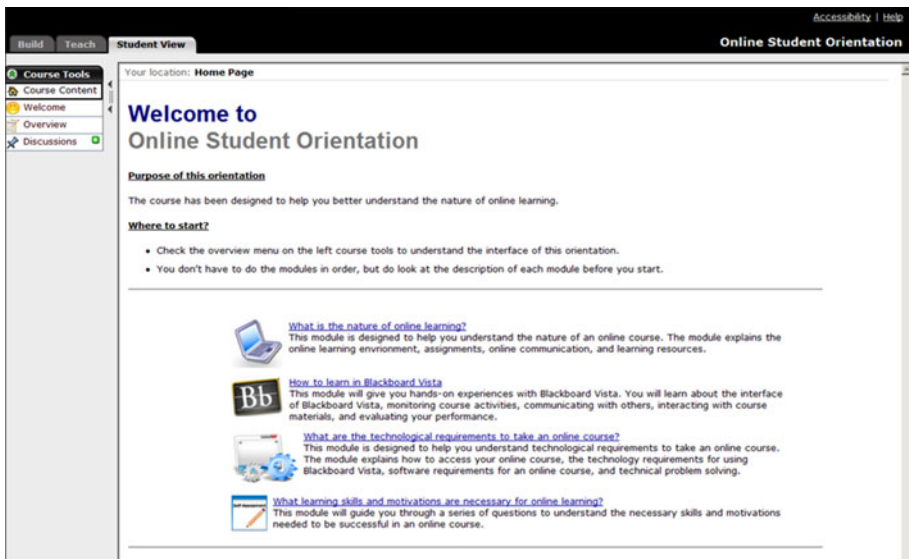 Accessibility | Help
Build Teach Student View
Online Student Orientation
Course Tools
Course Content
Welcome
Overview
Discussions
Your location: Home Page
Welcome to
Online Student Orientation
Purpose of this orientation
The course has been designed to help you better understand the nature of online learning.
Where to start?
• Check the overview menu on the left course tools to understand the interface of this orientation.
• You don't have to do the modules in order, but do look at the description of each module before you start.
What is the nature of online learning?
This module is designed to help you understand the nature of an online course. The module explains the
online learning envrionment, assignments, online communication, and learning resources.
Bb
How to learn in Blackboard Vista
This module will give you hands-on experiences with Blackboard Vista. You will learn about the interface
of Blackboard Vista, monitoring course activities, communicating with others, interacting with course
materials, and evaluating your performance.
What are the technological requirements to take an online course?
This module is designed to help you understand technological requirements to take an online course.
The module explains how to access your online course, the technology requirements for using
Blackboard Vista, software requirements for an online course, and technical problem solving.
What learning skills and motivations are necessary for online learning?
This module will guide you through a series of questions to understand the necessary skills and motivations
needed to be successful in an online course.